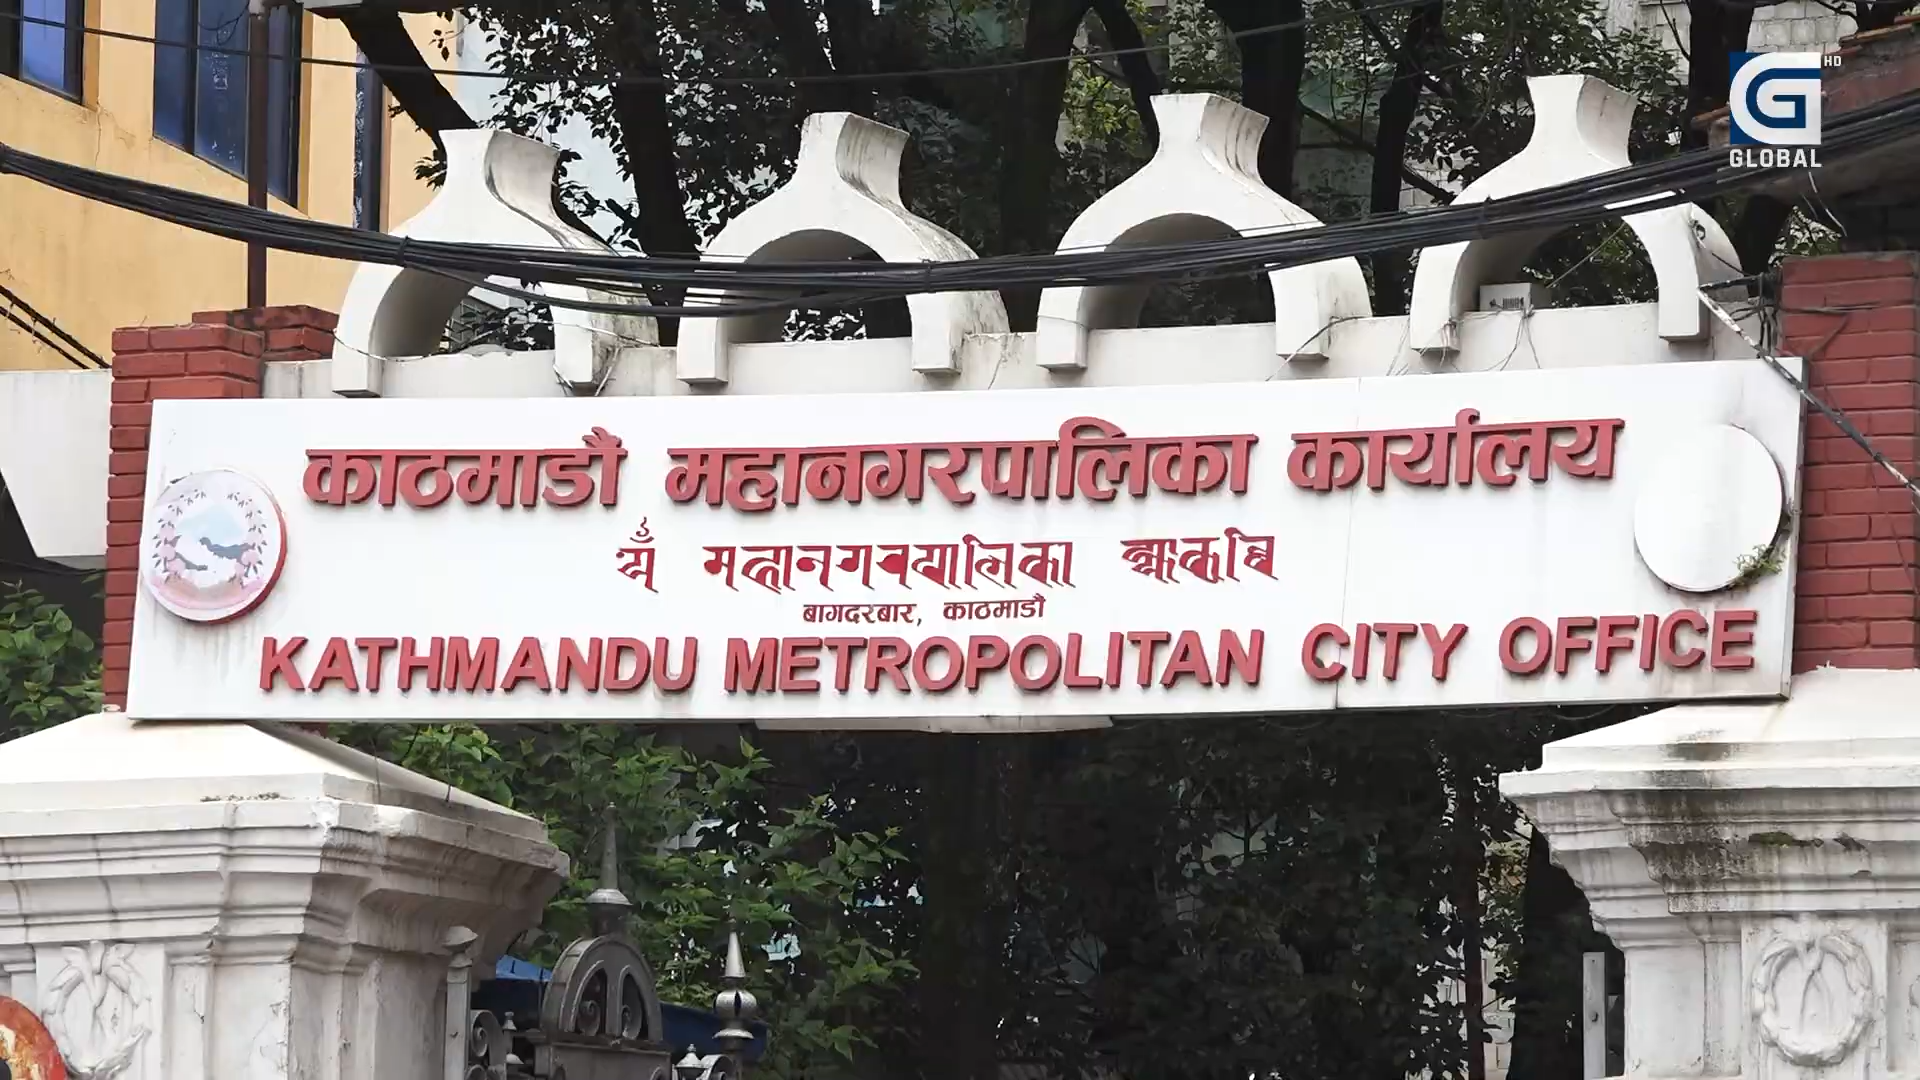 HD
GLOBAL
काठमाडौं महानगरपालिका कार्यालय
बागदरबार, काठमाडौं
KATHMANDU METROPOLITAN CITY OFFICE